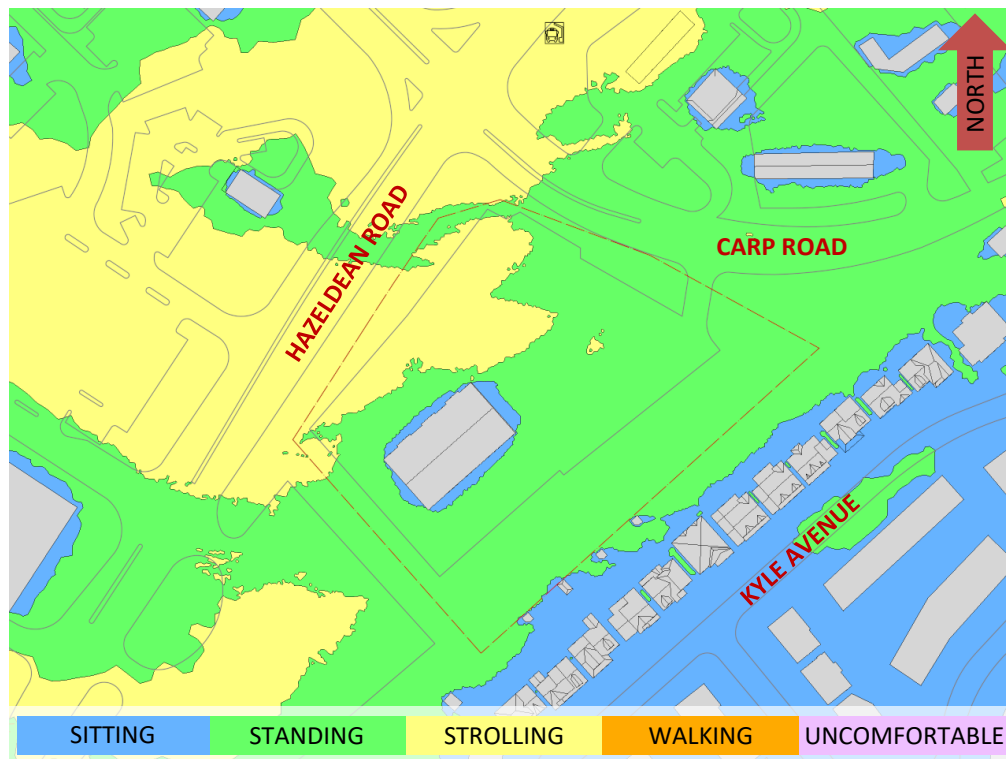 NORTH
HAZELDEAN ROAD
CARP ROAD
KYLE AVENUE
SITTING
STANDING
STROLLING
WALKING
UNCOMFORTABLE